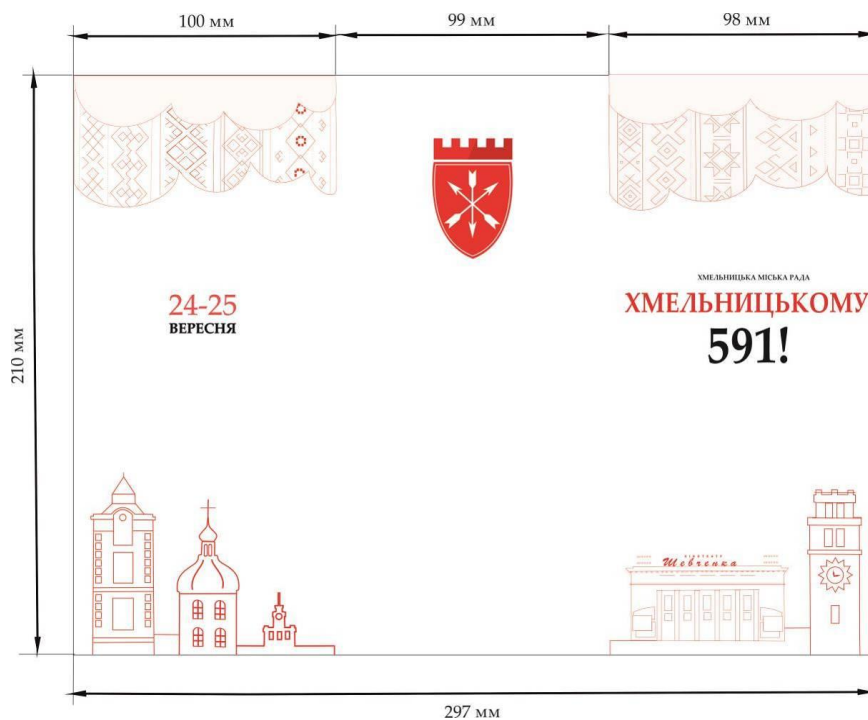 100 мм
99 мм
98 мм
210 мм
24-25
ВЕРЕСНЯ
ХМЕЛЬНИЦЬКА МІСЬКА РАДА
ХМЕЛЬНИЦЬКОМУ
591!
КІНОТЕАТР
Шевченка
297 мм